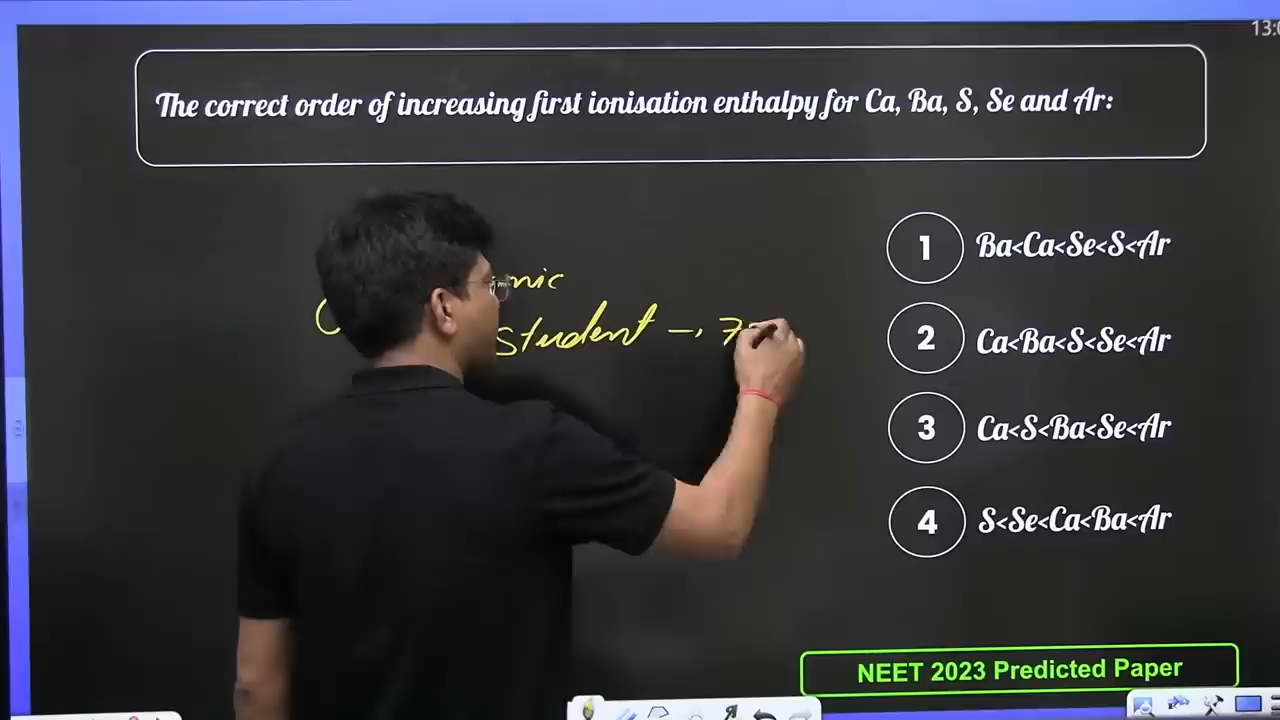 13:0
The correct order of increasing first ionisation enthalpy for Ca, Ba, S, Se and Ar:
1 Ba<Ca<Se<S<Ar
student →
2 Ca<Ba<S<Se<Ar
3 Ca<S<Ba<Se<Ar
4 S<Se<Ca<Ba<Ar
NEET 2023 Predicted Paper